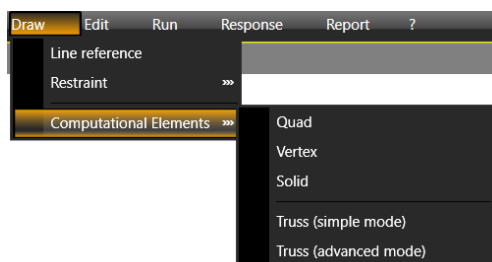 Draw Edit Run Response Report ?
Line reference
Restraint »»
Computational Elements »»
Quad
Vertex
Solid
Truss (simple mode)
Truss (advanced mode)